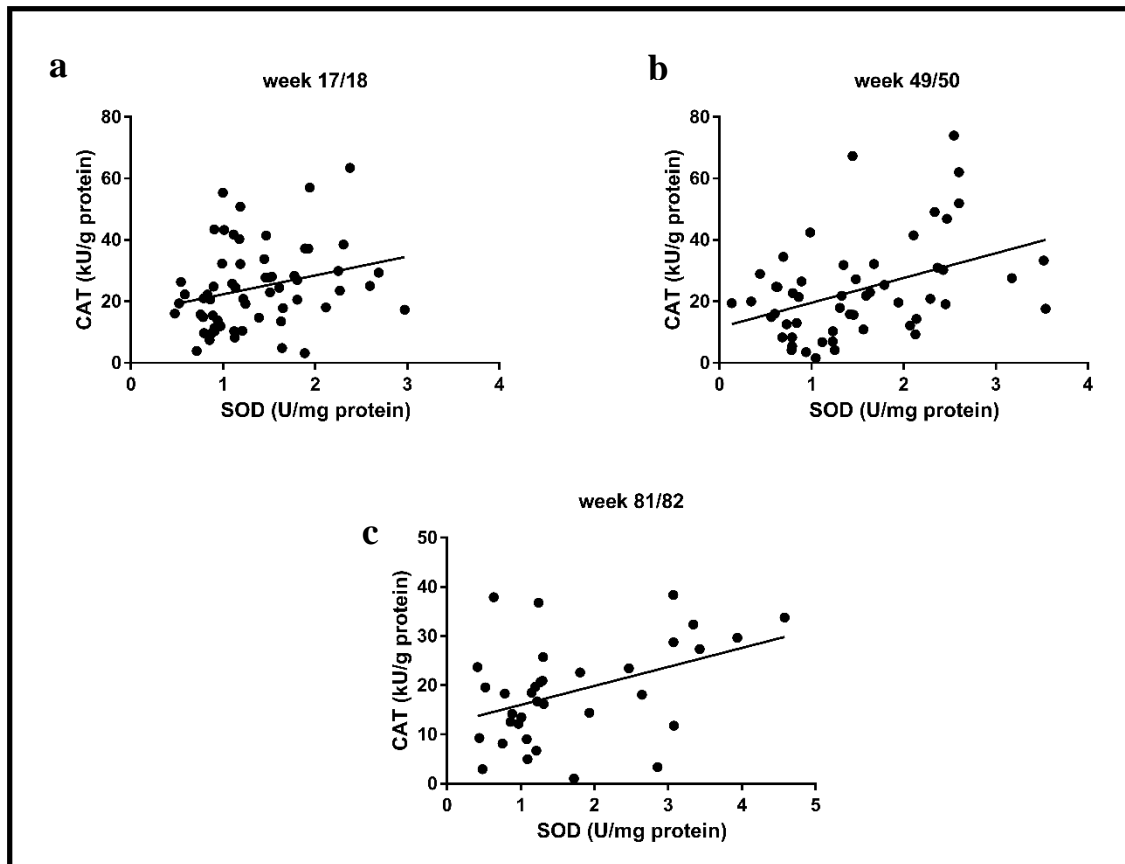 a
week 17/18
80
60
40
20
0
CAT (kU/g protein)
0 1 2 3 4
SOD (U/mg protein)
b
week 49/50
80
60
40
20
0
CAT (kU/g protein)
0 1 2 3 4
SOD (U/mg protein)
c
week 81/82
50
40
30
20
10
0
CAT (kU/g protein)
0 1 2 3 4 5
SOD (U/mg protein)